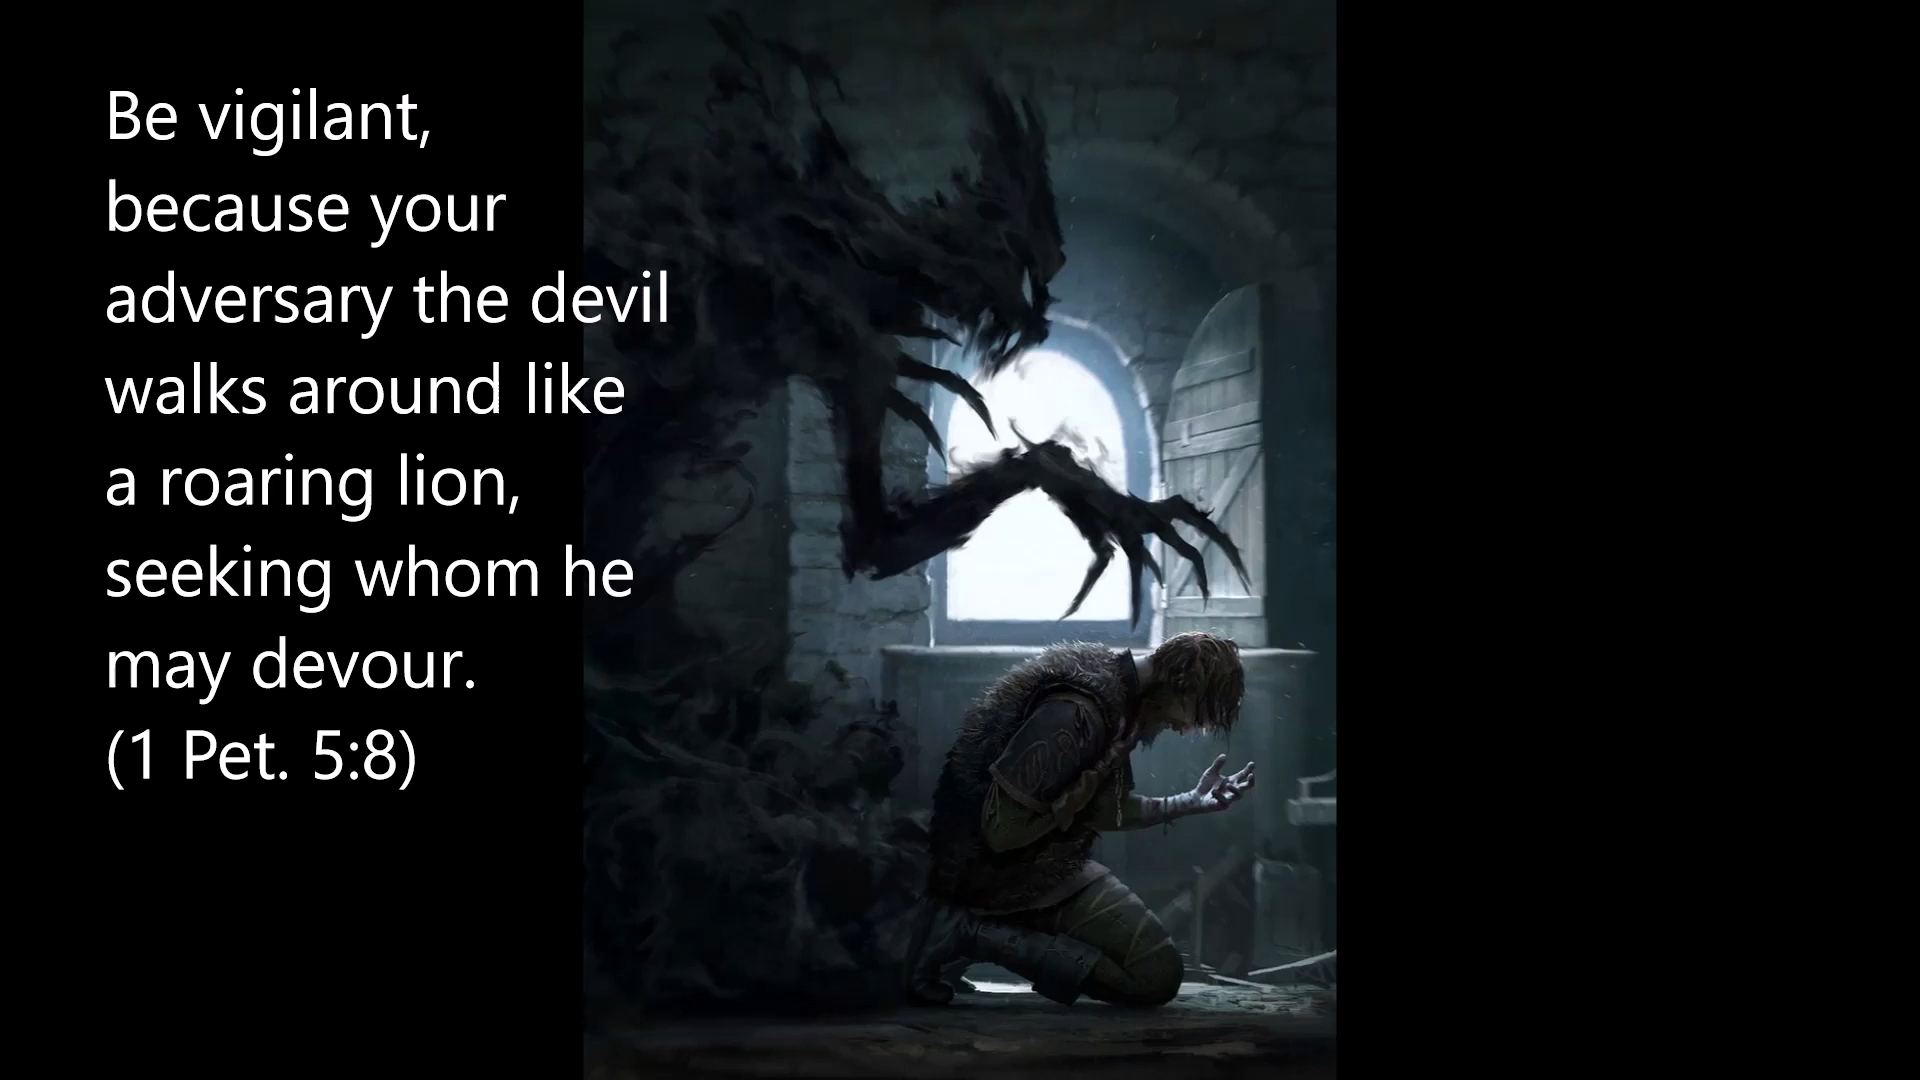 Be vigilant,
because your
adversary the devil
walks around like
a roaring lion,
seeking whom he
may devour.
(1 Pet. 5:8)